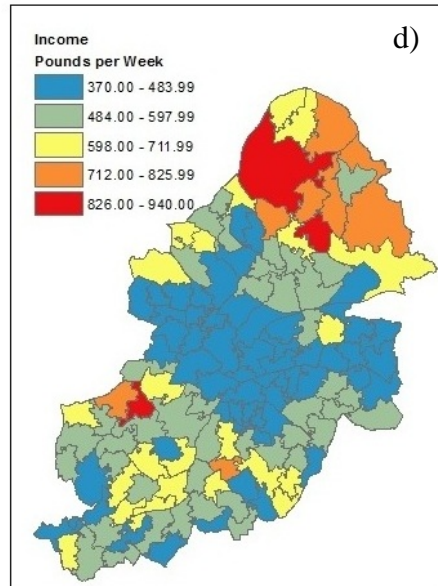 d)
Income
Pounds per Week
370.00 - 483.99
484.00 - 597.99
598.00 - 711.99
712.00 - 825.99
826.00 - 940.00